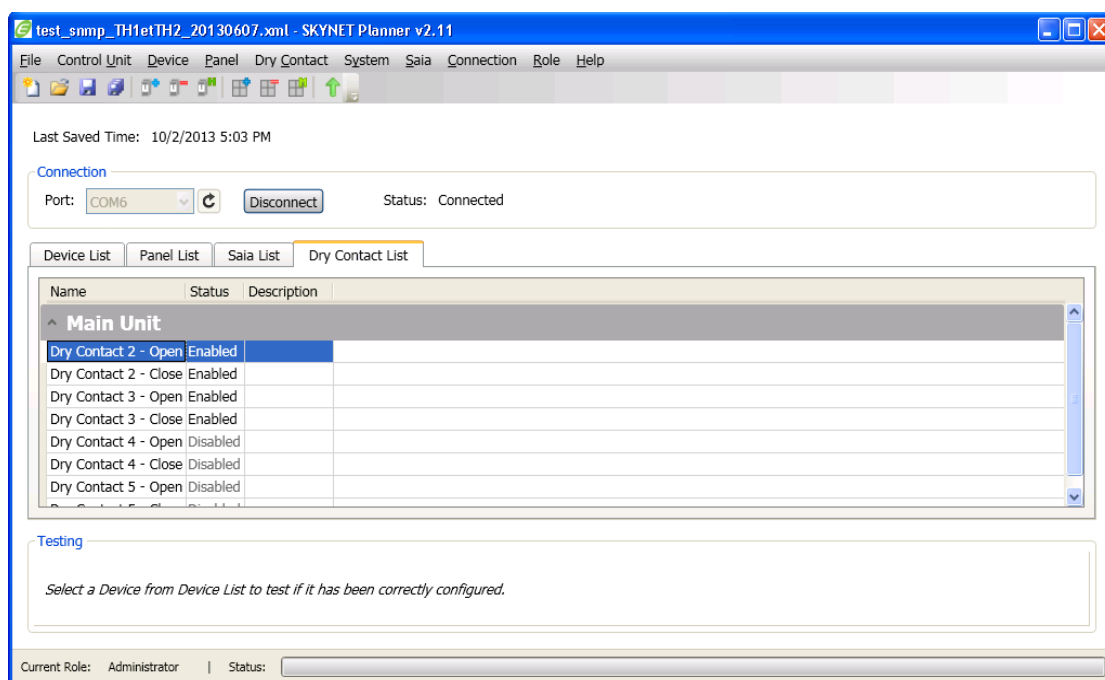 test_snmp_TH1etTH2_20130607.xml - SKYNET Planner v2.11
File Control Unit Device Panel Dry Contact System Saia Connection Role Help
Last Saved Time: 10/2/2013 5:03 PM
Connection
Port: COM6 Disconnect Status: Connected
Device List Panel List Saia List Dry Contact List
Name Status Description
Main Unit
Dry Contact 2 - Open Enabled
Dry Contact 2 - Close Enabled
Dry Contact 3 - Open Enabled
Dry Contact 3 - Close Enabled
Dry Contact 4 - Open Disabled
Dry Contact 4 - Close Disabled
Dry Contact 5 - Open Disabled
Testing
Select a Device from Device List to test if it has been correctly configured.
Current Role: Administrator | Status: